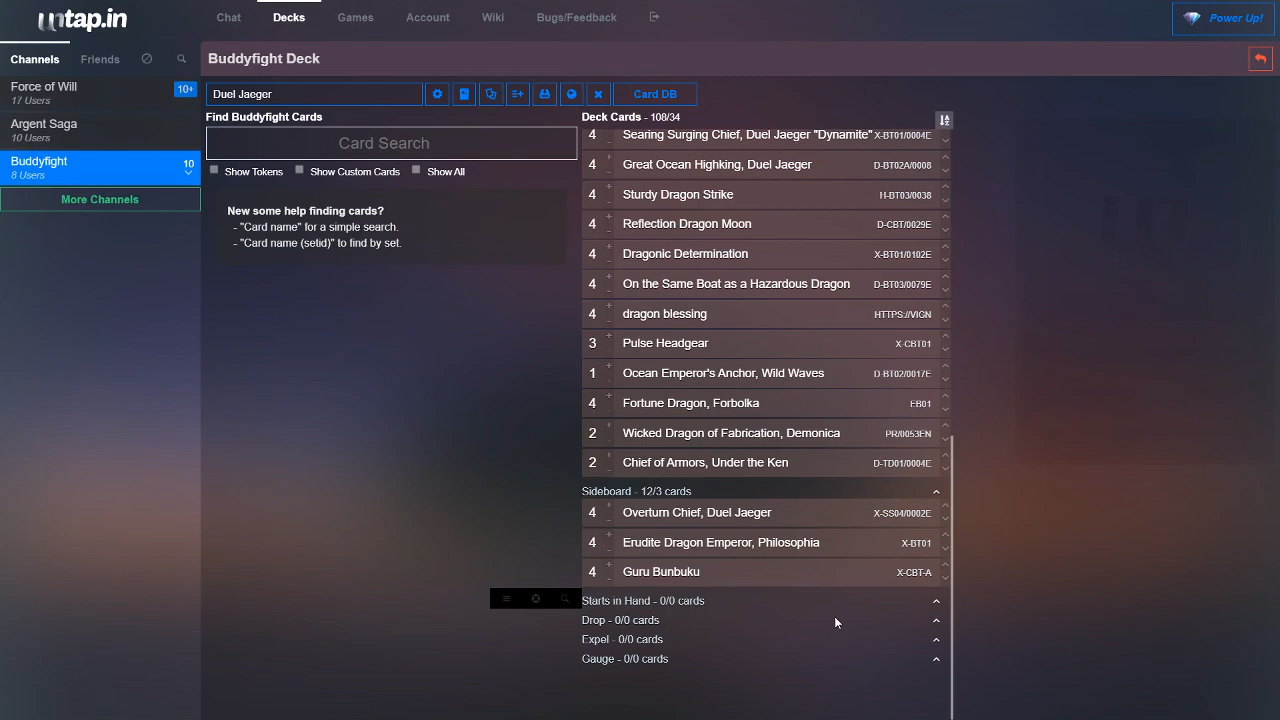 untap.in
Chat
Decks
Games
Account
Wiki
Bugs/Feedback
Power Up!
Channels
Friends
Force of Will
17 Users
10+
Argent Saga
10 Users
Buddyfight
8 Users
10
More Channels
Buddyfight Deck
Duel Jaeger
Card DB
Find Buddyfight Cards
Card Search
Show Tokens
Show Custom Cards
Show All
New some help finding cards?
- "Card name" for a simple search.
- "Card name (setid)" to find by set.
Deck Cards - 108/34
4 Searing Surging Chief, Duel Jaeger "Dynamite" X-BT01/0004E
4 Great Ocean Highking, Duel Jaeger D-BT02A/0008
4 Sturdy Dragon Strike H-BT03/0038
4 Reflection Dragon Moon D-CBT/0029E
4 Dragonic Determination X-BT01/0102E
4 On the Same Boat as a Hazardous Dragon D-BT03/0079E
4 dragon blessing HTTPS://VIGN
3 Pulse Headgear X-CBT01
1 Ocean Emperor's Anchor, Wild Waves D-BT02/0017E
4 Fortune Dragon, Forbolka EB01
2 Wicked Dragon of Fabrication, Demonica PR/0053EN
2 Chief of Armors, Under the Ken D-TD01/0004E
Sideboard - 12/3 cards
4 Overturn Chief, Duel Jaeger X-SS04/0002E
4 Erudite Dragon Emperor, Philosophia X-BT01
4 Guru Bunbuku X-CBT-A
Starts in Hand - 0/0 cards
Drop - 0/0 cards
Expel - 0/0 cards
Gauge - 0/0 cards